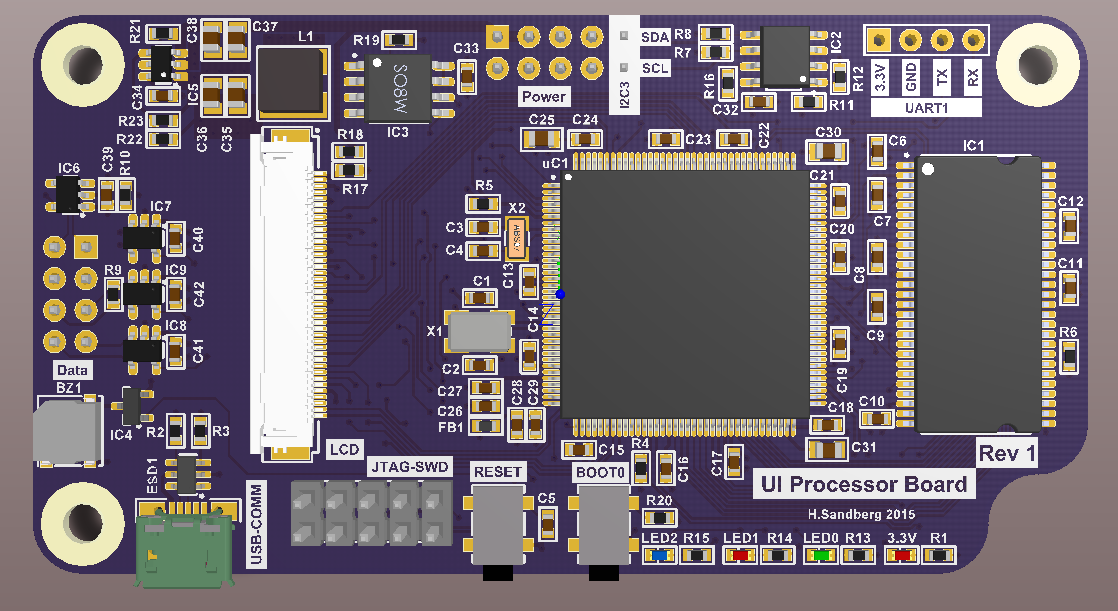 R21
C38
C37
L1
R19
C33
SO8W
IC3
SDA
SCL
I2C3
Power
R8
R7
R16
C32
IC2
R12
R11
3.3V
GND
TX
RX
UART1
C34
IC5
R23
R22
C36
C35
R18
R17
C25
C24
C23
C22
C30
C6
IC1
IC6
C39
R10
IC7
C40
R9
IC9
C42
IC8
C41
Data
BZ1
IC4
R2
R3
ESD1
USB-COMM
LCD
JTAG-SWD
uC1
R5
C3
C4
X2
C13
C1
X1
C14
C2
C27
C26
FB1
C28
C29
C21
C20
C7
C8
C9
C19
C10
C18
C31
C12
C11
R6
C15
R4
C16
C17
RESET
C5
BOOT0
R20
Rev 1
UI Processor Board
H.Sandberg 2015
LED2
R15
LED1
R14
LED0
R13
3.3V
R1